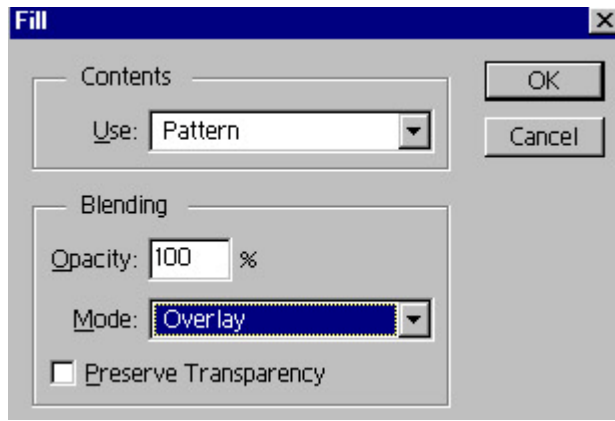 Fill
Contents
Use: Pattern
OK
Cancel
Blending
Opacity: 100 %
Mode: Overlay
Preserve Transparency